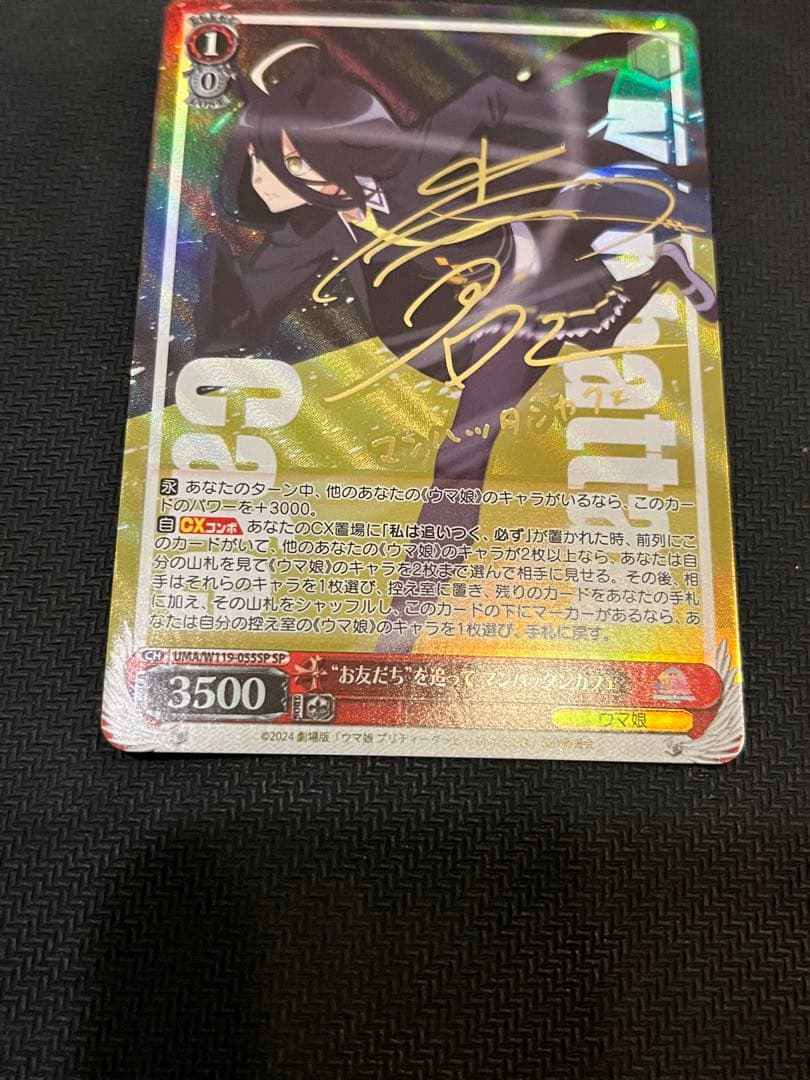 1
0
COST
Ca
hatta
マンハッタンカフェ
永 あなたのターン中、他のあなたの《ウマ娘》のキャラがいるなら、このカー
ドのパワーを＋3000。
自 CXコンボ あなたのCX置場に「私は追いつく、必ず」が置かれた時、前列にこ
のカードがいて、他のあなたの《ウマ娘》のキャラが2枚以上なら、あなたは自
分の山札を見て《ウマ娘》のキャラを2枚まで選んで相手に見せる。その後、相
手はそれらのキャラを1枚選び、控え室に置き、残りのカードをあなたの手札
に加え、その山札をシャッフルし、このカードの下にマーカーがあるなら、あ
なたは自分の控え室の《ウマ娘》のキャラを1枚選び、手札に戻す。
CH UMA/W119-055SP SP
3500
SOUL
“お友だち”を追って マンハッタンカフェ
ウマ娘
©2024 劇場版「ウマ娘 プリティーダービー